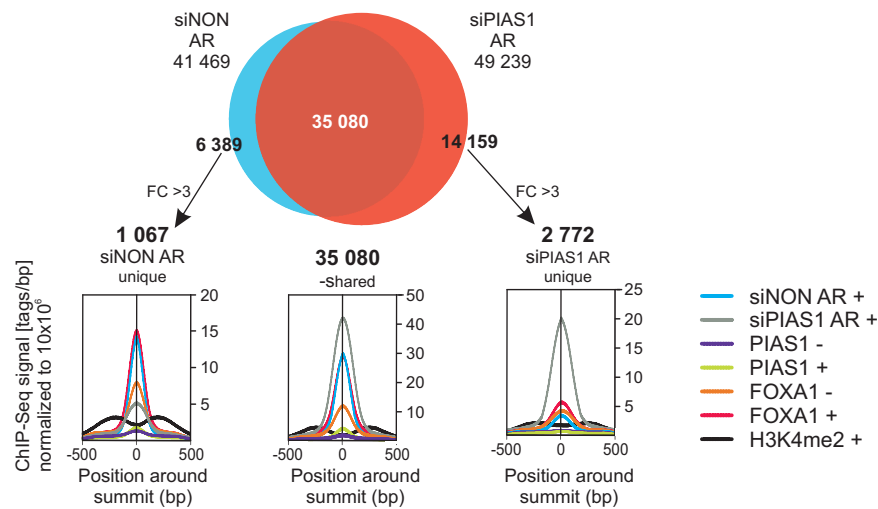 siNON
AR
41 469
siPIAS1
AR
49 239
35 080
6 389
14 159
FC >3
FC >3
1 067
siNON AR
unique
35 080
-shared
2 772
siPIAS1 AR
unique
ChIP-Seq signal [tags/bp]
normalized to 10x10⁶
20
15
10
5
-500
0
500
Position around
summit (bp)
50
40
30
20
10
-500
0
500
Position around
summit (bp)
25
20
15
10
5
-500
0
500
Position around
summit (bp)
siNON AR +
siPIAS1 AR +
PIAS1 -
PIAS1 +
FOXA1 -
FOXA1 +
H3K4me2 +